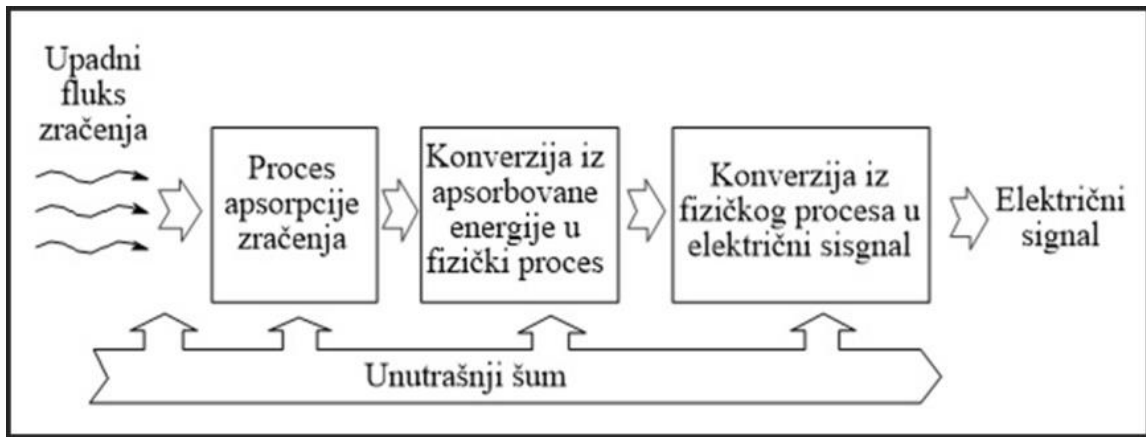 Upadni
fluks
zračenja
Proces
apsorpcije
zračenja
Konverzija iz
apsorbovane
energije u
fizički proces
Konverzija iz
fizičkog procesa u
električni sisgnal
Električni
signal
Unutrašnji šum